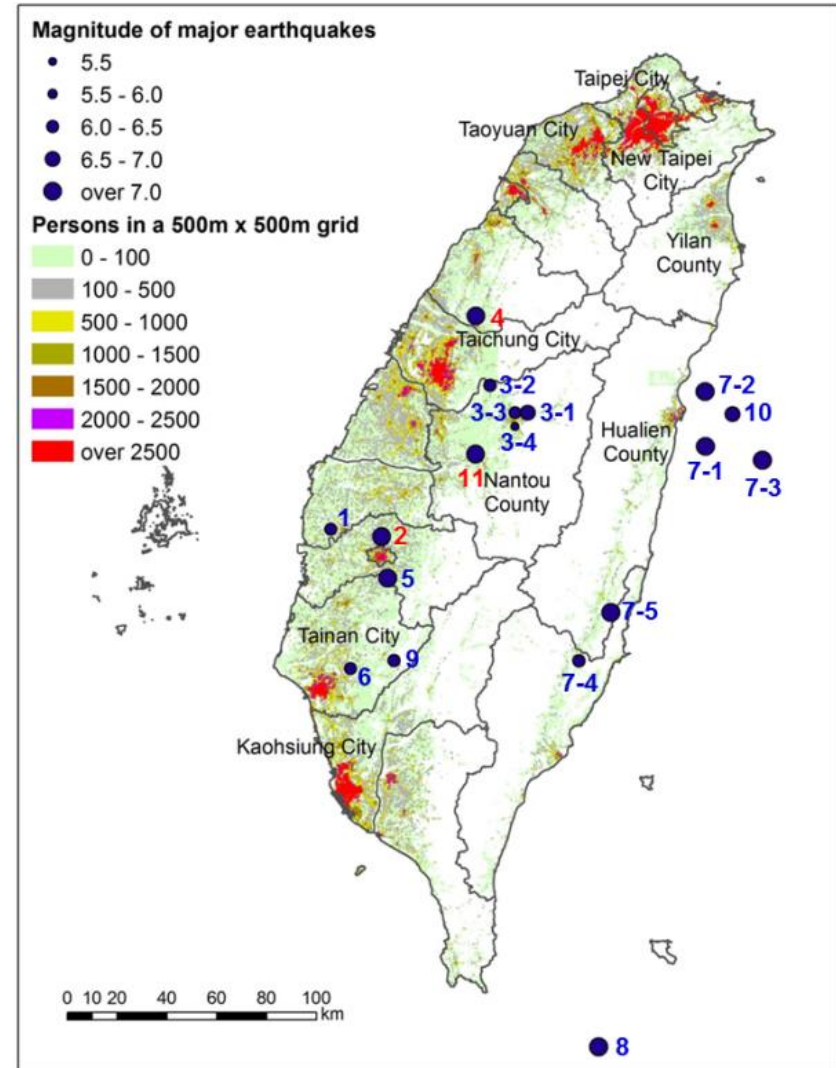 Magnitude of major earthquakes
5.5
5.5 - 6.0
6.0 - 6.5
6.5 - 7.0
over 7.0
Persons in a 500m x 500m grid
0 - 100
100 - 500
500 - 1000
1000 - 1500
1500 - 2000
2000 - 2500
over 2500
Taipei City
Taoyuan City
New Taipei
City
Yilan
County
4
Taichung City
3-2
7-2
3-3
3-1
10
3-4
Hualien
County
7-1
7-3
11
Nantou
County
1
2
5
7-5
Tainan City
9
6
7-4
Kaohsiung City
0 10 20 40 60 80 100
km
8